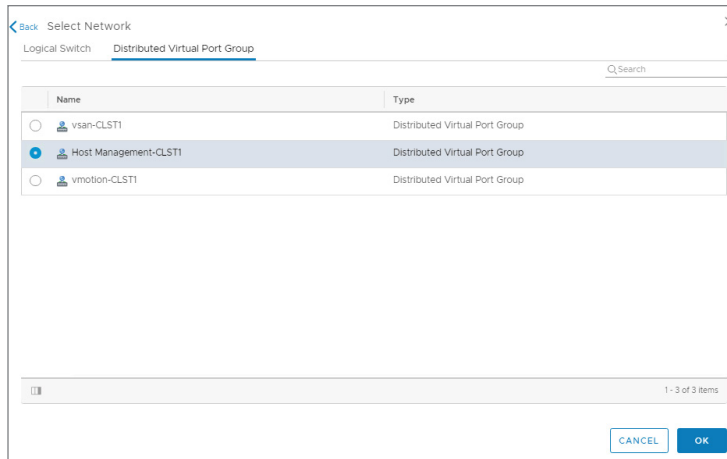 Back Select Network
Logical Switch Distributed Virtual Port Group
Search
Name Type
vsan-CLST1 Distributed Virtual Port Group
Host Management-CLST1 Distributed Virtual Port Group
vmotion-CLST1 Distributed Virtual Port Group
1 - 3 of 3 items
CANCEL OK